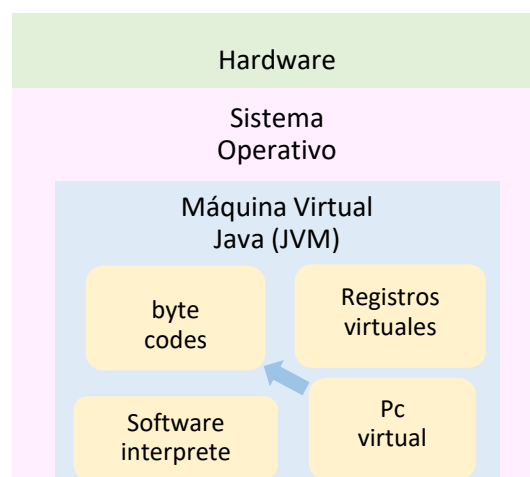 Hardware
Sistema
Operativo
Máquina Virtual
Java (JVM)
byte
codes
Registros
virtuales
Software
interprete
Pc
virtual